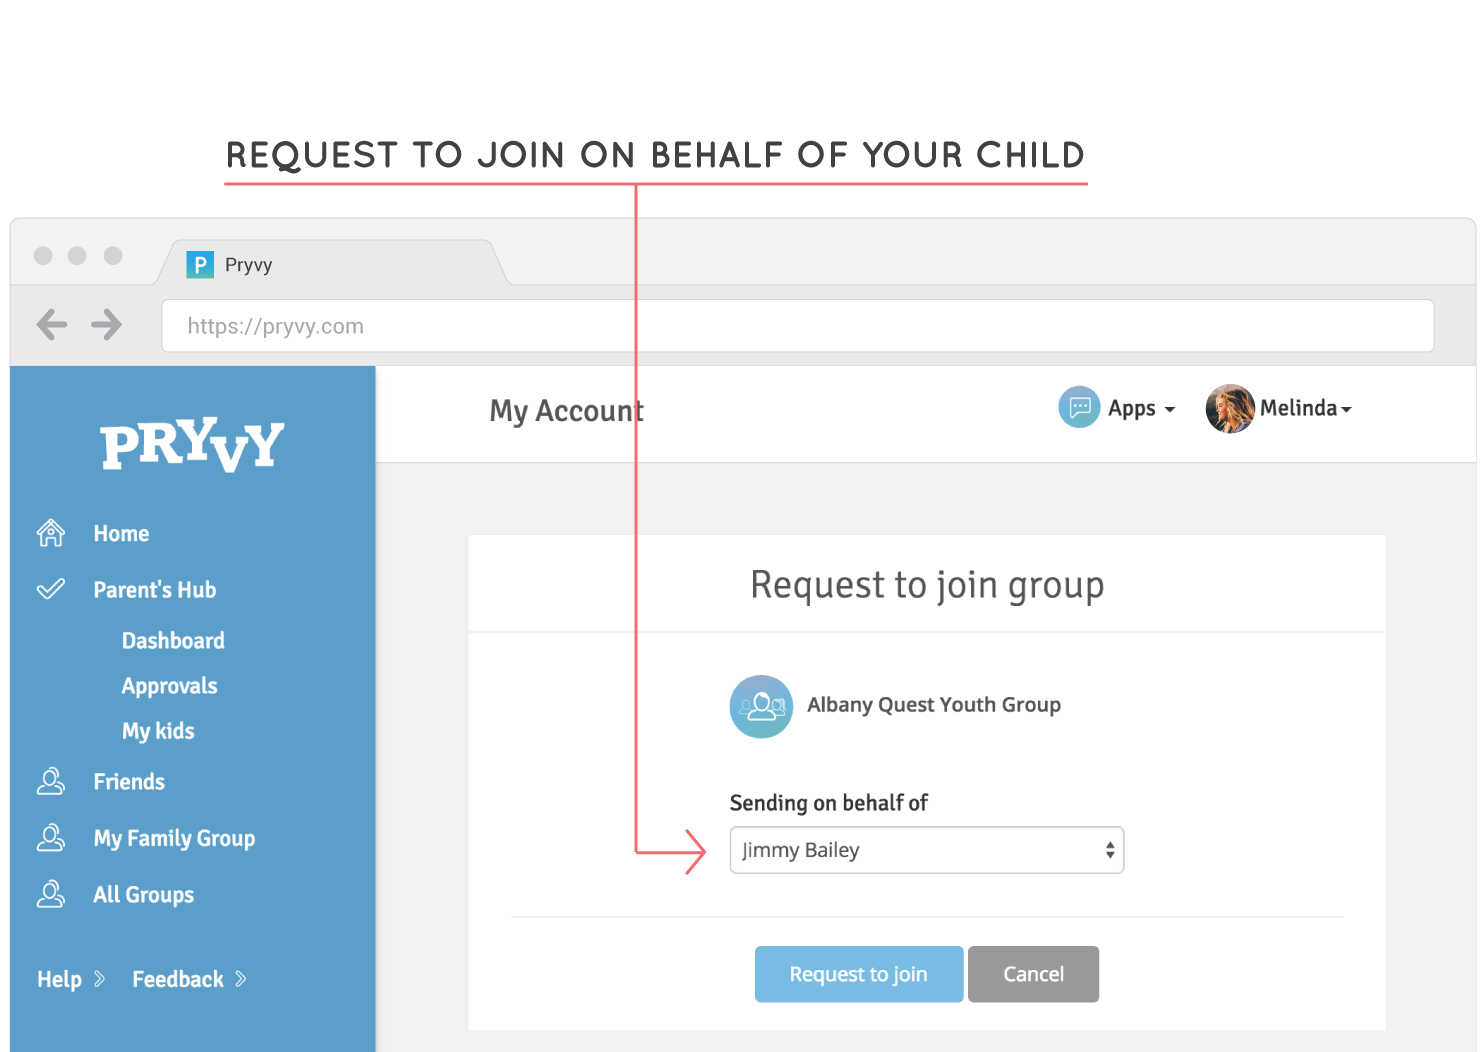 REQUEST TO JOIN ON BEHALF OF YOUR CHILD
P Pryvy
https://pryvy.com
PRYVY
My Account
Apps
Melinda
Home
Parent's Hub
Dashboard
Approvals
My kids
Friends
My Family Group
All Groups
Help
Feedback
Request to join group
Albany Quest Youth Group
Sending on behalf of
Jimmy Bailey
Request to join
Cancel